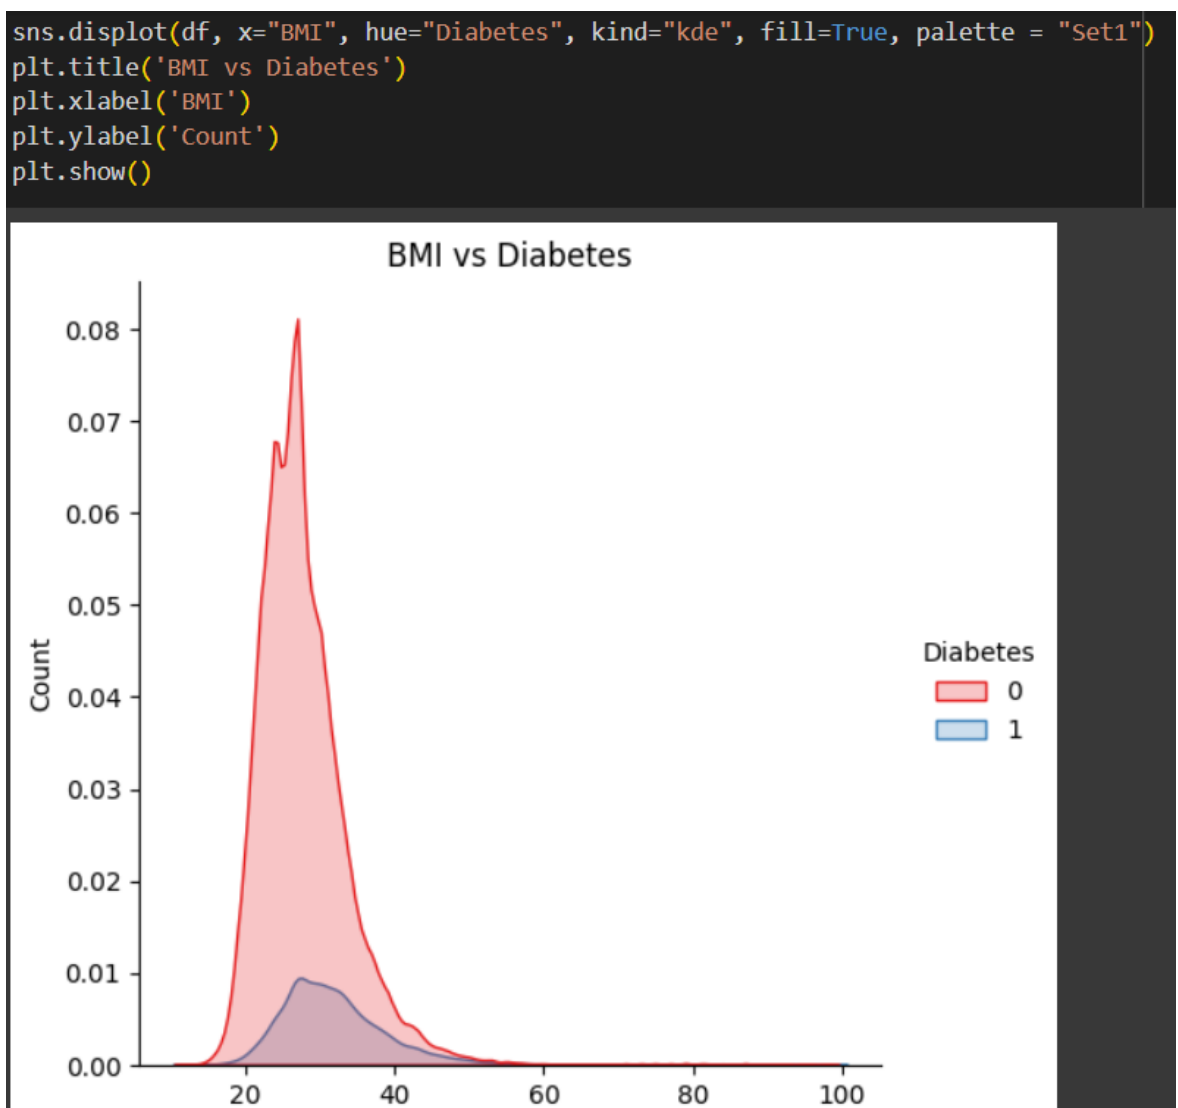 sns.displot(df, x="BMI", hue="Diabetes", kind="kde", fill=True, palette = "Set1")
plt.title('BMI vs Diabetes')
plt.xlabel('BMI')
plt.ylabel('Count')
plt.show()
BMI vs Diabetes
0.08
0.07
0.06
0.05
0.04
0.03
0.02
0.01
0.00
Count
20 40 60 80 100
Diabetes
0
1